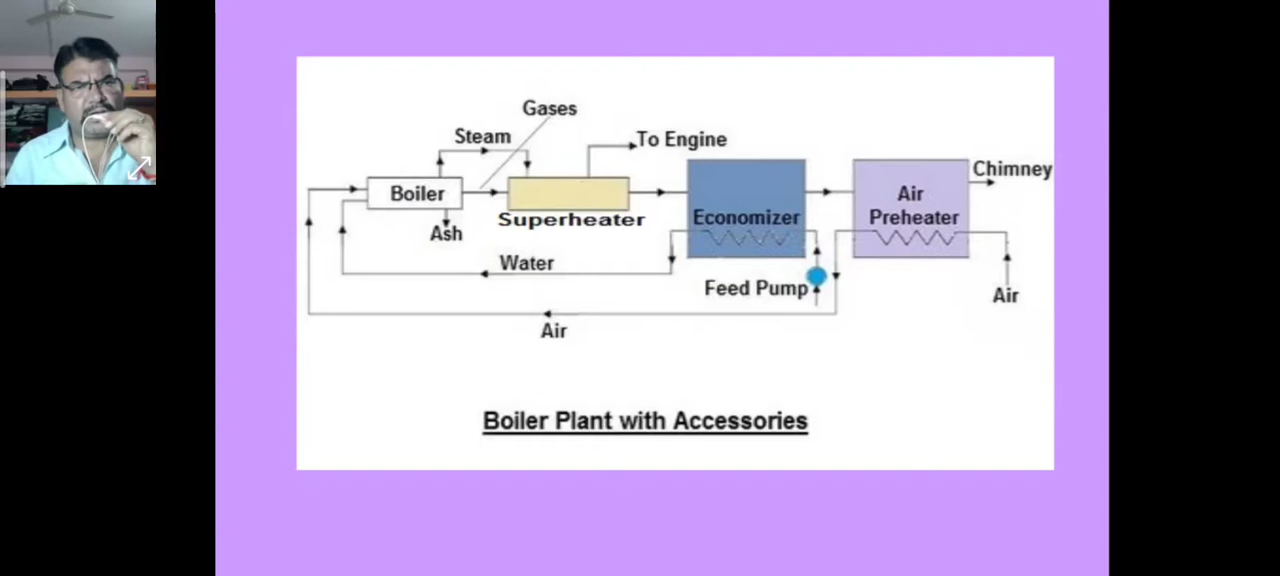 Gases
Steam
To Engine
Boiler
Superheater
Ash
Economizer
Air
Preheater
Chimney
Water
Feed Pump
Air
Air
Boiler Plant with Accessories